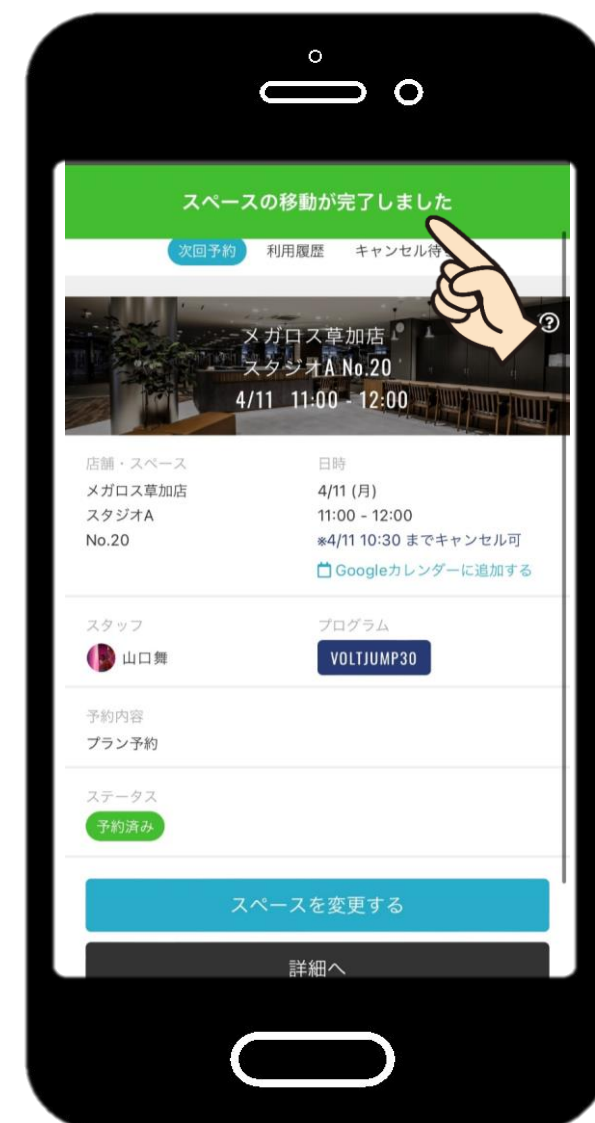 スペースの移動が完了しました
次回予約 利用履歴 キャンセル待
メガロス草加店
スタジオA No.20
4/11 11:00 - 12:00
店舗・スペース
メガロス草加店
スタジオA
No.20
日時
4/11 (月)
11:00 - 12:00
※4/11 10:30 までキャンセル可
Googleカレンダーに追加する
スタッフ
山口舞
プログラム
VOLTJUMP30
予約内容
プラン予約
ステータス
予約済み
スペースを変更する
詳細へ